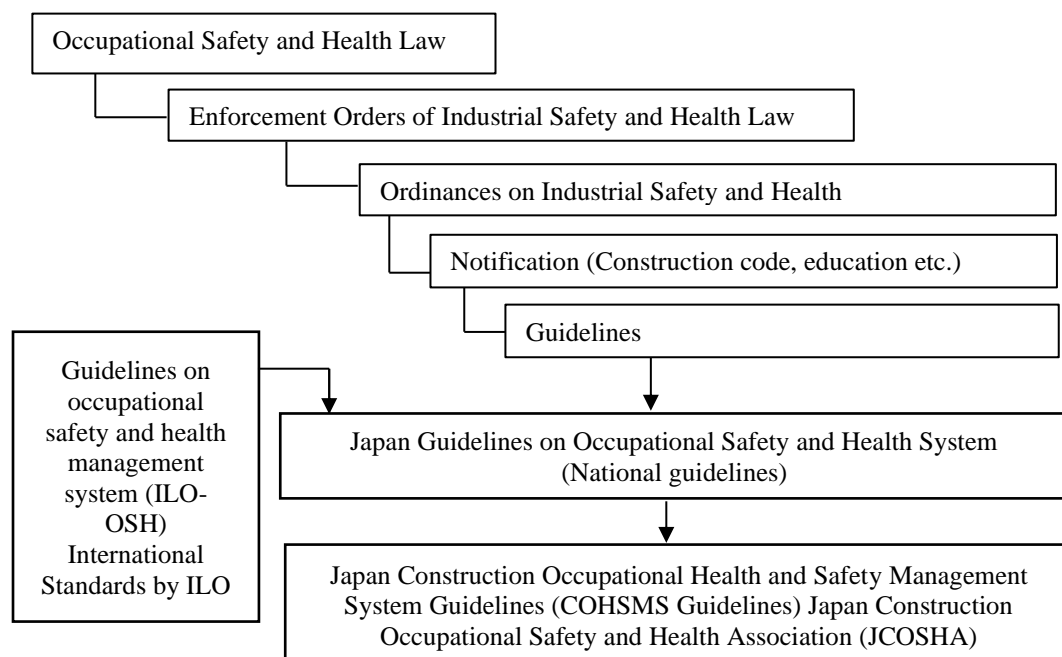 Occupational Safety and Health Law
Enforcement Orders of Industrial Safety and Health Law
Ordinances on Industrial Safety and Health
Notification (Construction code, education etc.)
Guidelines
Guidelines on
occupational
safety and health
management
system (ILO-
OSH)
International
Standards by ILO
Japan Guidelines on Occupational Safety and Health System
(National guidelines)
Japan Construction Occupational Health and Safety Management
System Guidelines (COHSMS Guidelines) Japan Construction
Occupational Safety and Health Association (JCOSHA)